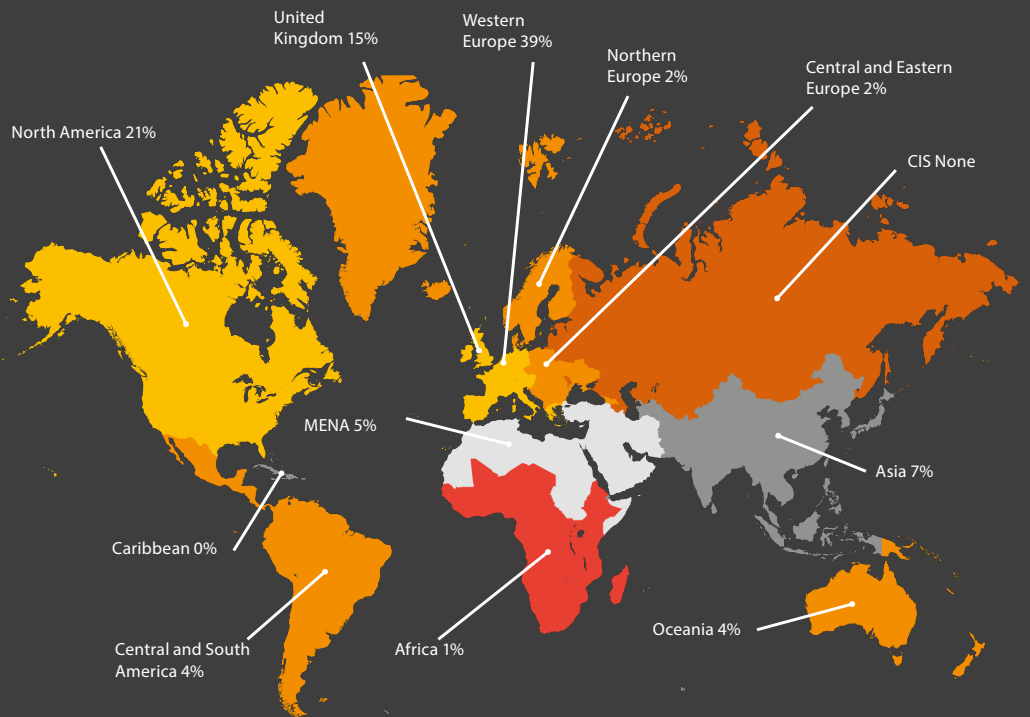 United
Kingdom 15%
Western
Europe 39%
Northern
Europe 2%
Central and Eastern
Europe 2%
North America 21%
CIS None
MENA 5%
Asia 7%
Caribbean 0%
Central and South
America 4%
Africa 1%
Oceania 4%